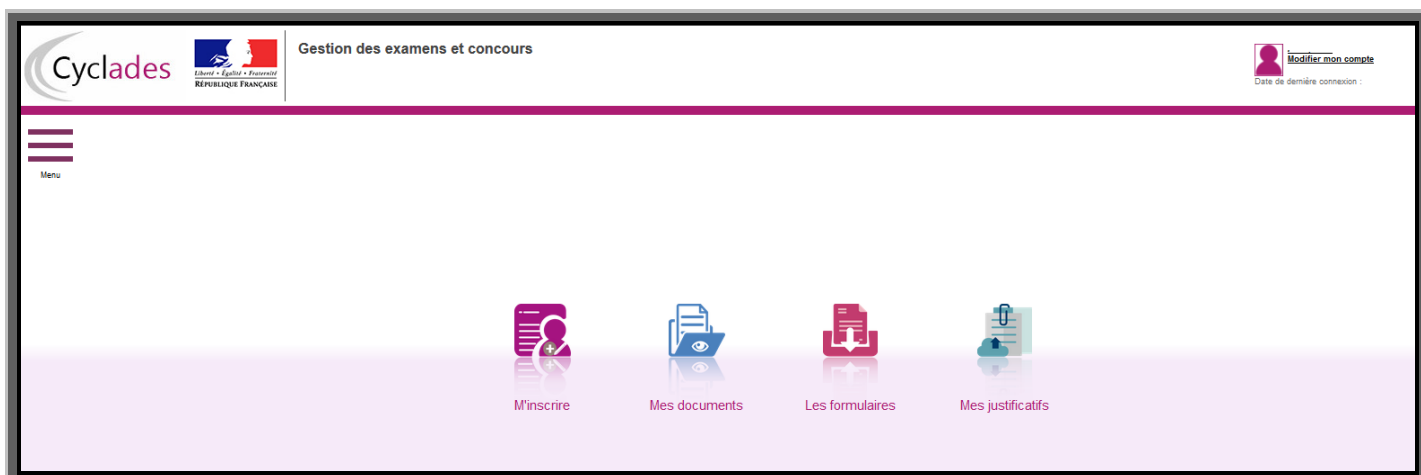 Cyclades
Liberté • Égalité • Fraternité
RÉPUBLIQUE FRANÇAISE
Gestion des examens et concours
Modifier mon compte
Date de dernière connexion :
Menu
M'inscrire
Mes documents
Les formulaires
Mes justificatifs